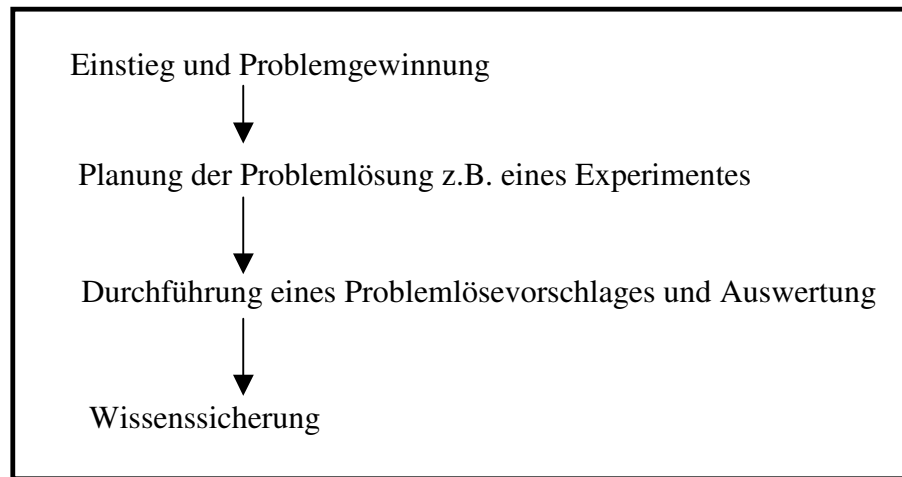 Einstieg und Problemgewinnung
Planung der Problemlösung z.B. eines Experimentes
Durchführung eines Problemlösevorschlages und Auswertung
Wissenssicherung